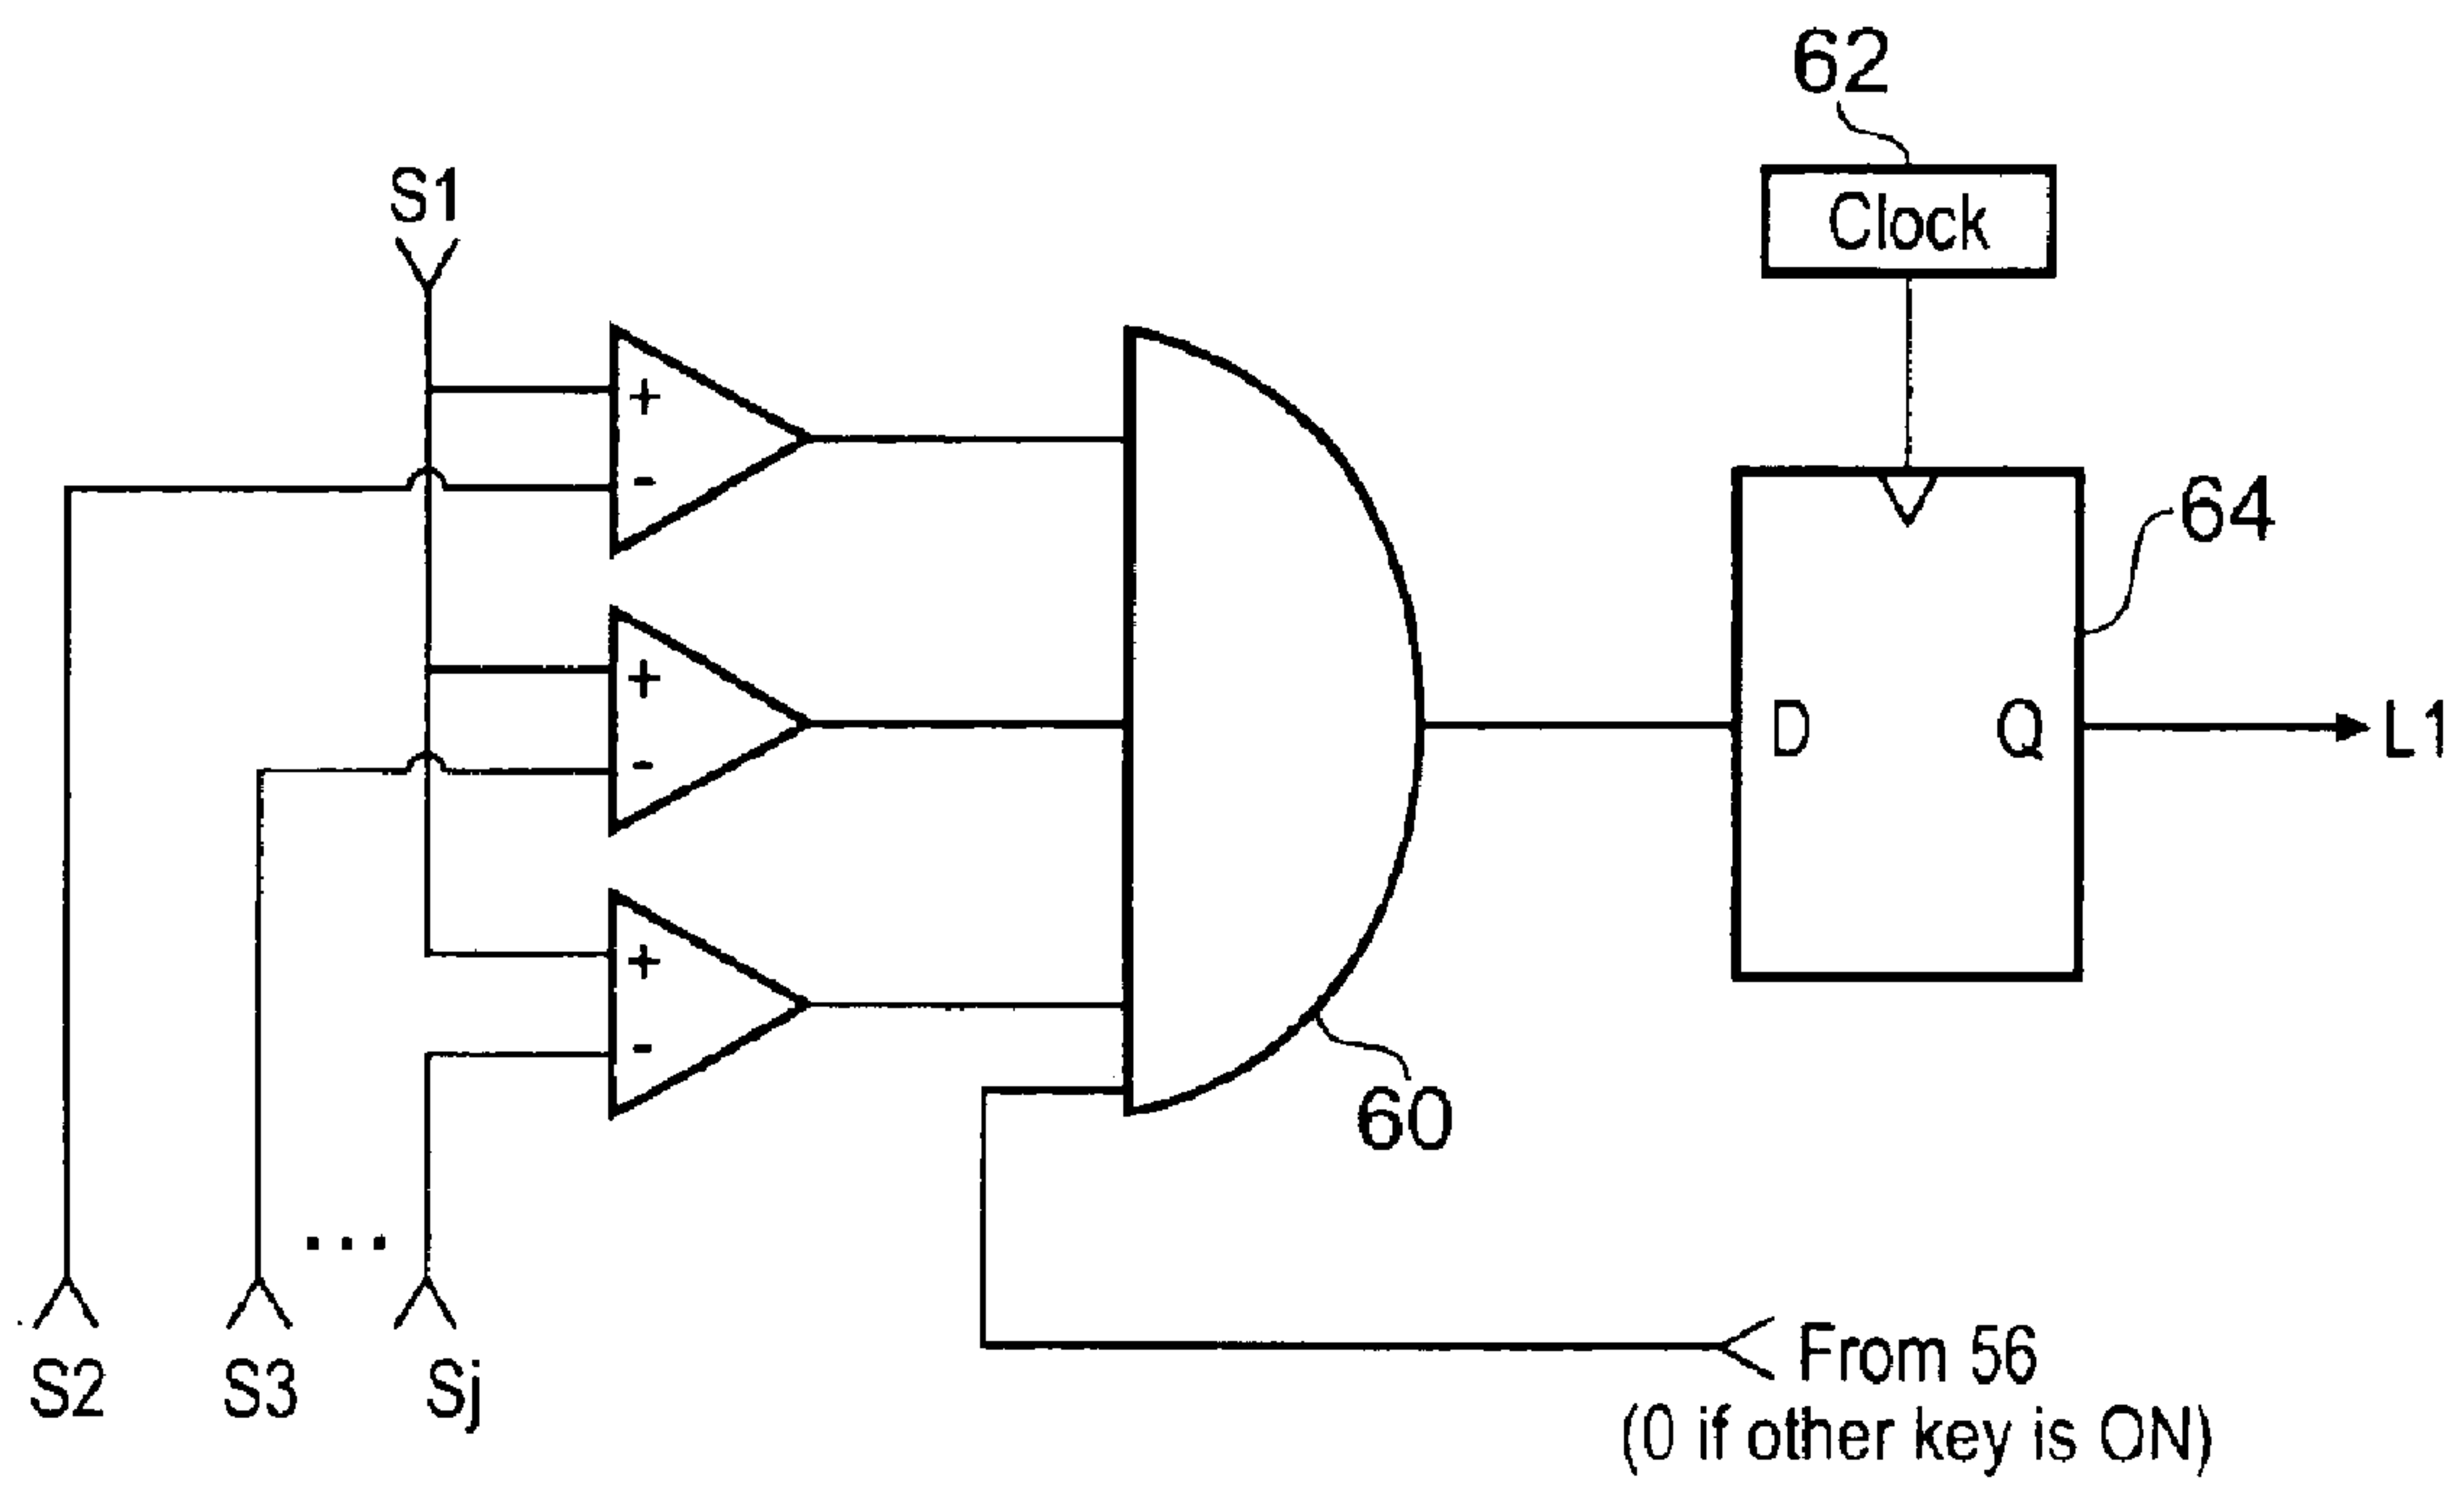 62
Clock
S1
+
-
64
+
-
D Q L1
+
-
60
...
S2 S3 Sj
From 56
(0 if other key is ON)